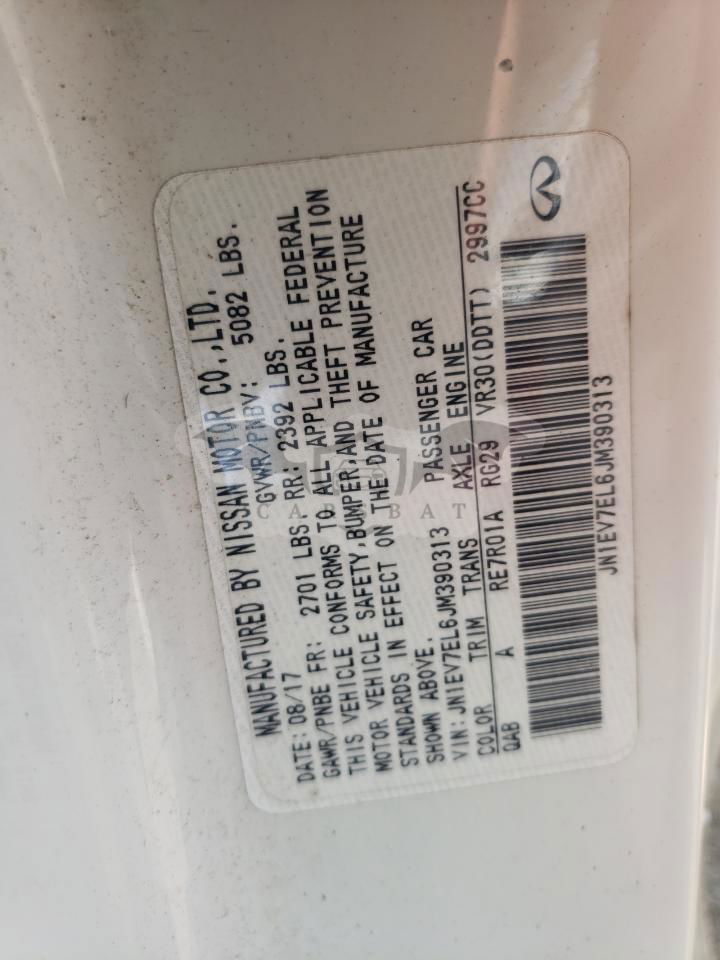 MANUFACTURED BY NISSAN MOTOR CO.,LTD.
DATE: 08/17 GVWR/PNBV: 5082 LBS.
GAWR/PNBE FR: 2701 LBS. RR: 2392 LBS.
THIS VEHICLE CONFORMS TO ALL APPLICABLE FEDERAL
MOTOR VEHICLE SAFETY,BUMPER,AND THEFT PREVENTION
STANDARDS IN EFFECT ON THE DATE OF MANUFACTURE
SHOWN ABOVE.
VIN: JN1EV7EL6JM390313 PASSENGER CAR
COLOR TRIM TRANS AXLE ENGINE
QAB A RE7R01A RG29 VR30(DDTT) 2997CC
JN1EV7EL6JM390313
CARSBAT